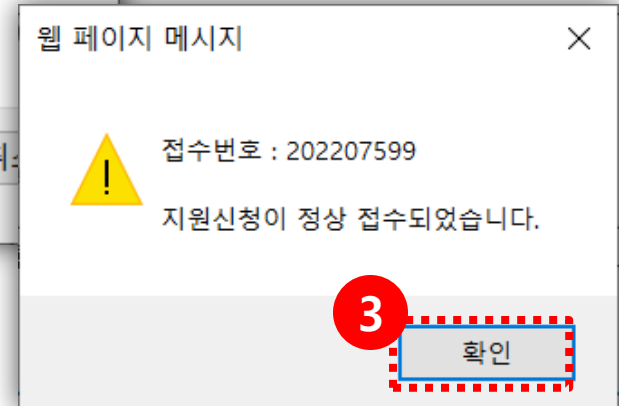 웹 페이지 메시지
접수번호 : 202207599
지원신청이 정상 접수되었습니다.
3
확인